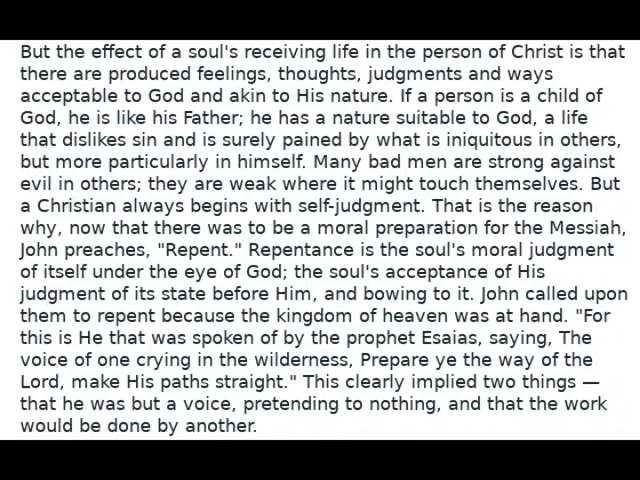 But the effect of a soul's receiving life in the person of Christ is that
there are produced feelings, thoughts, judgments and ways
acceptable to God and akin to His nature. If a person is a child of
God, he is like his Father; he has a nature suitable to God, a life
that dislikes sin and is surely pained by what is iniquitous in others,
but more particularly in himself. Many bad men are strong against
evil in others; they are weak where it might touch themselves. But
a Christian always begins with self-judgment. That is the reason
why, now that there was to be a moral preparation for the Messiah,
John preaches, "Repent." Repentance is the soul's moral judgment
of itself under the eye of God; the soul's acceptance of His
judgment of its state before Him, and bowing to it. John called upon
them to repent because the kingdom of heaven was at hand. "For
this is He that was spoken of by the prophet Esaias, saying, The
voice of one crying in the wilderness, Prepare ye the way of the
Lord, make His paths straight." This clearly implied two things —
that he was but a voice, pretending to nothing, and that the work
would be done by another.